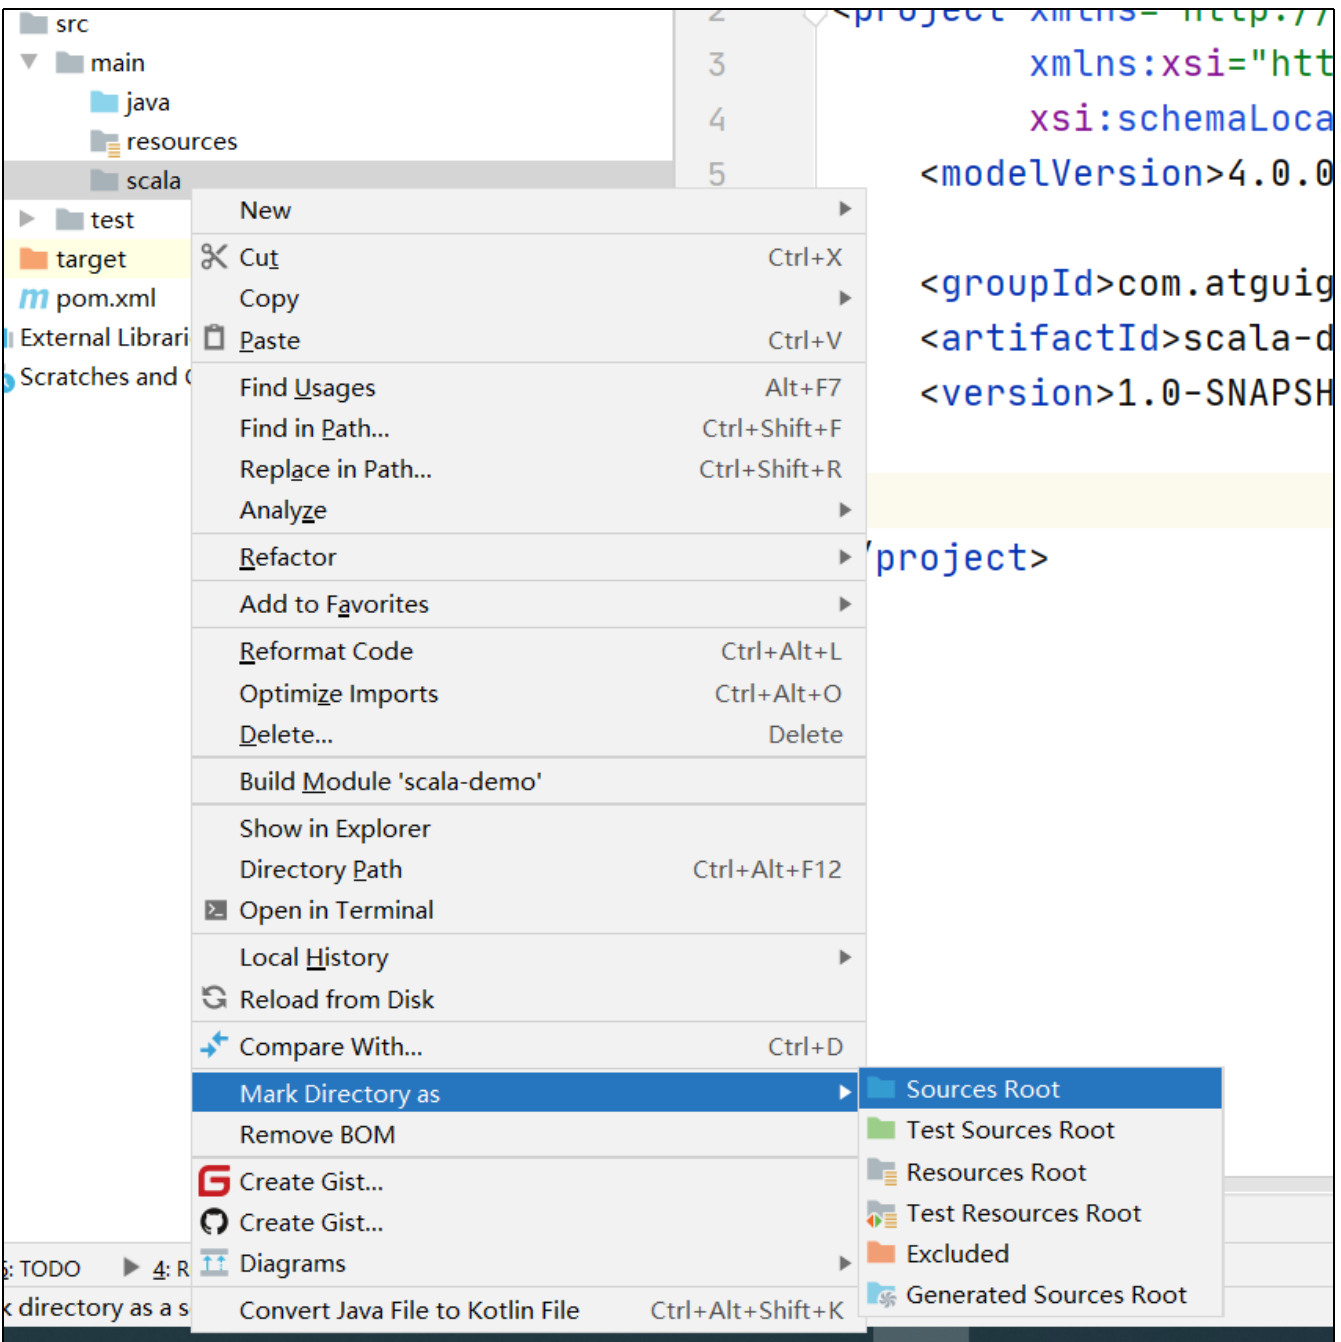 src
main
java
resources
scala
test
target
pom.xml
External Librari
Scratches and
New
Cut Ctrl+X
Copy
Paste Ctrl+V
Find Usages Alt+F7
Find in Path... Ctrl+Shift+F
Replace in Path... Ctrl+Shift+R
Analyze
Refactor
Add to Favorites
Reformat Code Ctrl+Alt+L
Optimize Imports Ctrl+Alt+O
Delete... Delete
Build Module 'scala-demo'
Show in Explorer
Directory Path Ctrl+Alt+F12
Open in Terminal
Local History
Reload from Disk
Compare With... Ctrl+D
Mark Directory as
Remove BOM
Create Gist...
Create Gist...
Diagrams
Convert Java File to Kotlin File Ctrl+Alt+Shift+K
Sources Root
Test Sources Root
Resources Root
Test Resources Root
Excluded
Generated Sources Root
2 <project xmlns="http://
3 xmlns:xsi="htt
4 xsi:schemaLoca
5 <modelVersion>4.0.0
<groupId>com.atguig
<artifactId>scala-d
<version>1.0-SNAPSH
/project>
: TODO 4: R
k directory as a s